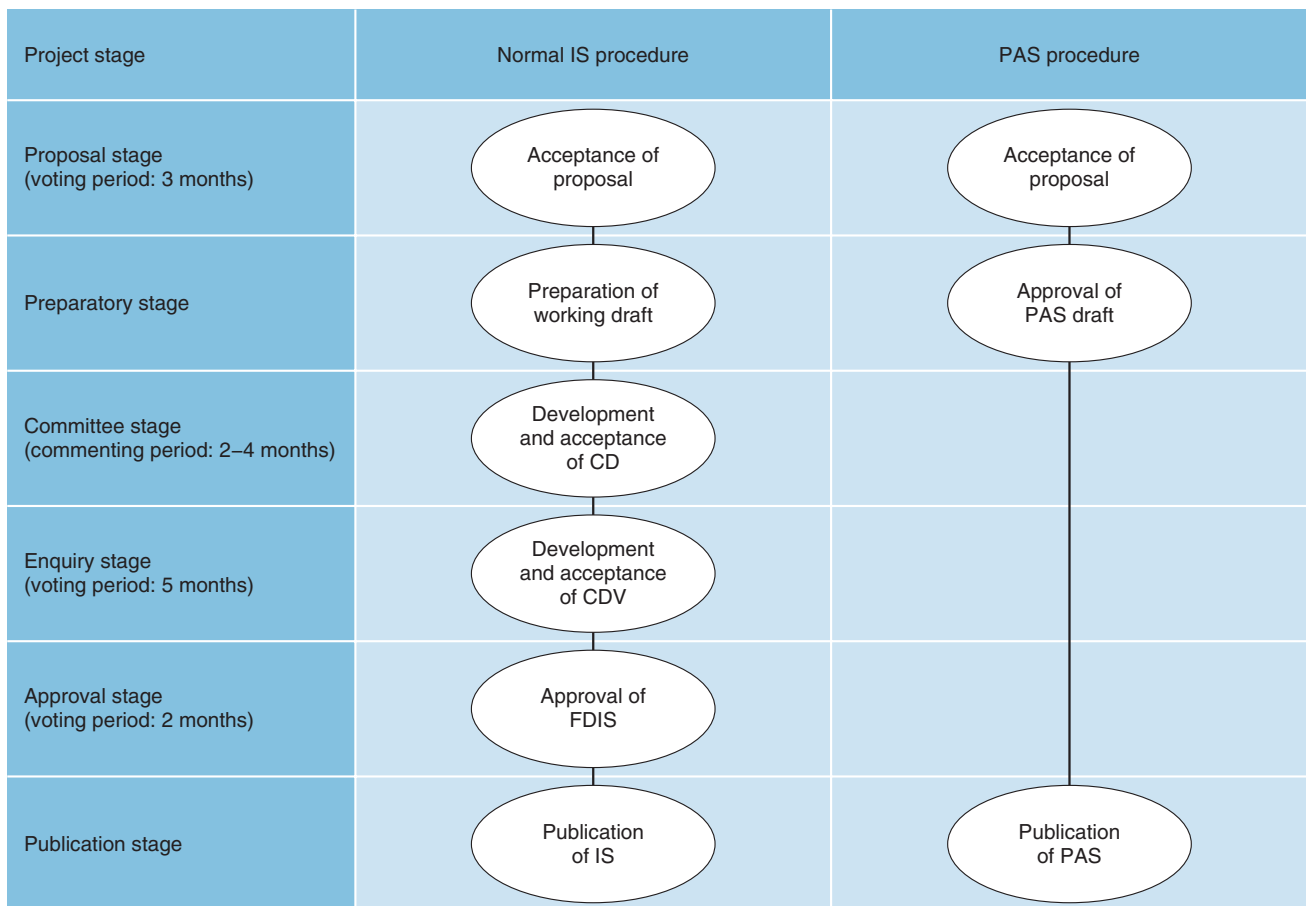 Project stage
Normal IS procedure
PAS procedure
Proposal stage
(voting period: 3 months)
Acceptance of
proposal
Acceptance of
proposal
Preparatory stage
Preparation of
working draft
Approval of
PAS draft
Committee stage
(commenting period: 2–4 months)
Development
and acceptance
of CD
Enquiry stage
(voting period: 5 months)
Development
and acceptance
of CDV
Approval stage
(voting period: 2 months)
Approval of
FDIS
Publication stage
Publication
of IS
Publication
of PAS